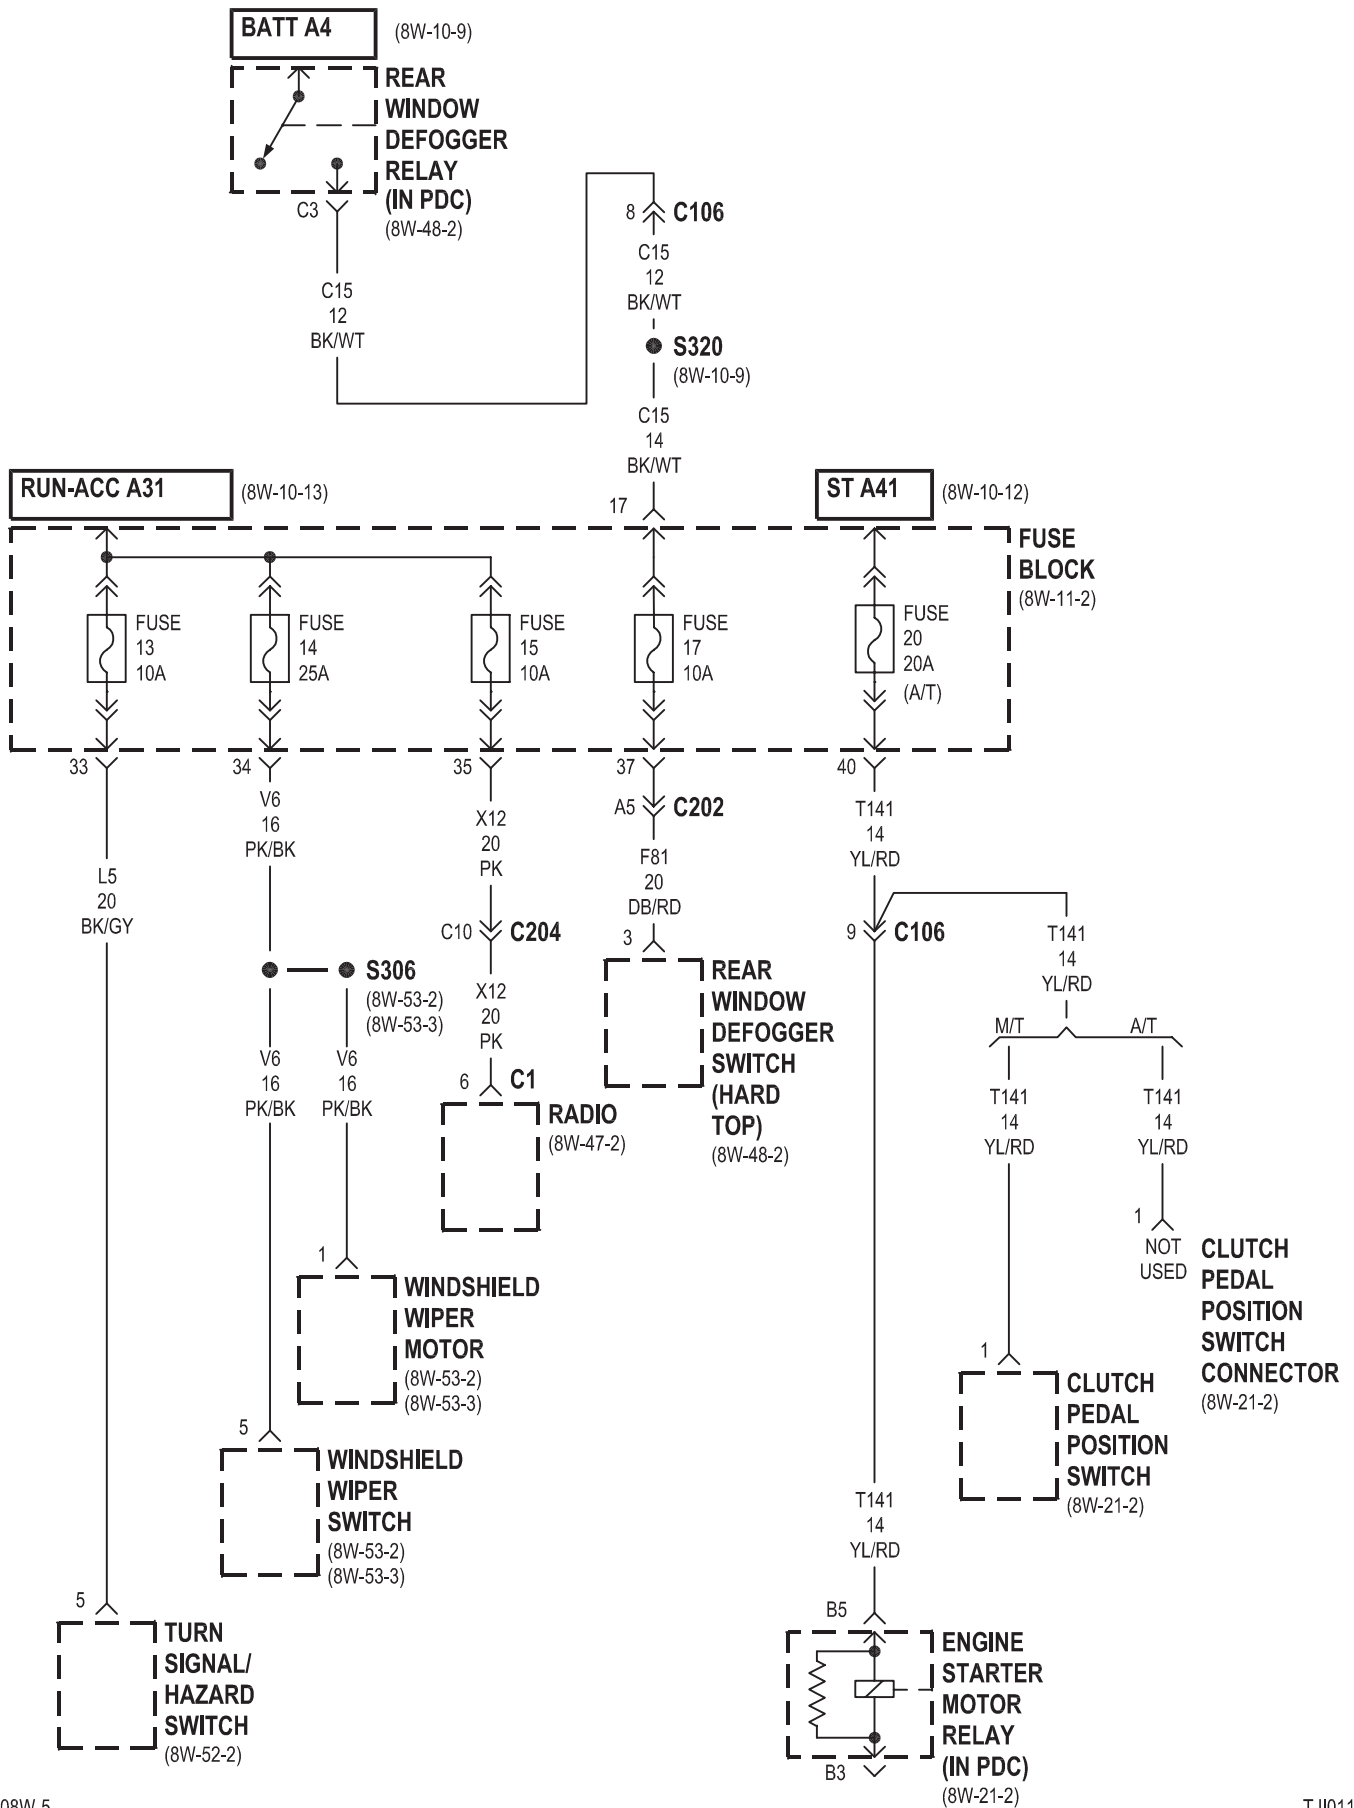 BATT A4
(8W-10-9)
REAR
WINDOW
DEFOGGER
RELAY
(IN PDC)
(8W-48-2)
C3
C15
12
BK/WT
8
C106
C15
12
BK/WT
S320
(8W-10-9)
C15
14
BK/WT
17
RUN-ACC A31
(8W-10-13)
ST A41
(8W-10-12)
FUSE
BLOCK
(8W-11-2)
FUSE
13
10A
FUSE
14
25A
FUSE
15
10A
FUSE
17
10A
FUSE
20
20A
(A/T)
33
34
35
37
40
L5
20
BK/GY
V6
16
PK/BK
X12
20
PK
A5
C202
F81
20
DB/RD
T141
14
YL/RD
C10
C204
9
C106
T141
14
YL/RD
S306
(8W-53-2)
(8W-53-3)
V6
16
PK/BK
V6
16
PK/BK
X12
20
PK
6
C1
RADIO
(8W-47-2)
3
REAR
WINDOW
DEFOGGER
SWITCH
(HARD
TOP)
(8W-48-2)
M/T
A/T
T141
14
YL/RD
T141
14
YL/RD
1
NOT
USED
CLUTCH
PEDAL
POSITION
SWITCH
CONNECTOR
(8W-21-2)
1
WINDSHIELD
WIPER
MOTOR
(8W-53-2)
(8W-53-3)
1
CLUTCH
PEDAL
POSITION
SWITCH
(8W-21-2)
5
WINDSHIELD
WIPER
SWITCH
(8W-53-2)
(8W-53-3)
T141
14
YL/RD
5
TURN
SIGNAL/
HAZARD
SWITCH
(8W-52-2)
B5
ENGINE
STARTER
MOTOR
RELAY
(IN PDC)
(8W-21-2)
B3